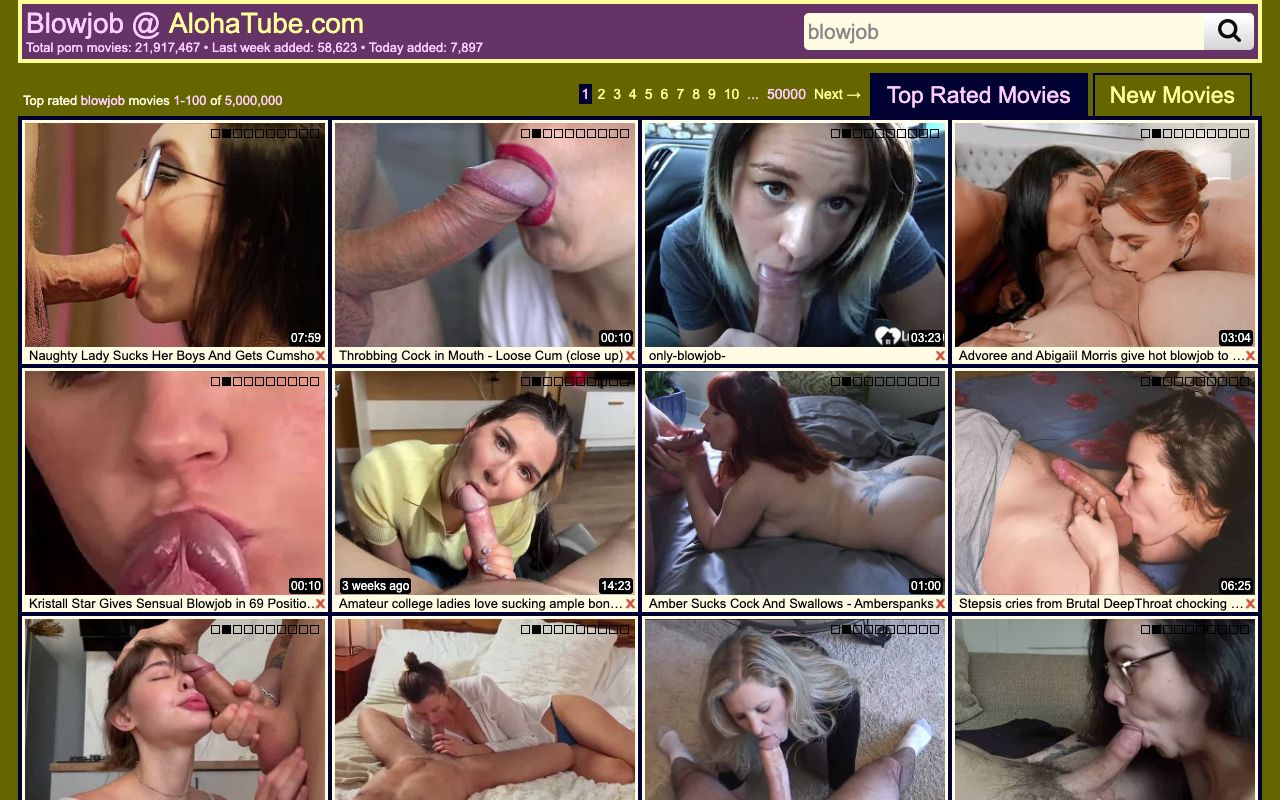 Blowjob @ AlohaTube.com
Total porn movies: 21,917,467 • Last week added: 58,623 • Today added: 7,897
blowjob
Top rated blowjob movies 1-100 of 5,000,000
1 2 3 4 5 6 7 8 9 10 ... 50000 Next →
Top Rated Movies
New Movies
07:59
00:10
03:23
03:04
Naughty Lady Sucks Her Boys And Gets Cumsho
X
Throbbing Cock in Mouth - Loose Cum (close up)
X
only-blowjob-
X
Advoree and Abigaiil Morris give hot blowjob to ...
X
00:10
3 weeks ago
14:23
01:00
06:25
Kristall Star Gives Sensual Blowjob in 69 Positio...
X
Amateur college ladies love sucking ample bon...
X
Amber Sucks Cock And Swallows - Amberspanks
X
Stepsis cries from Brutal DeepThroat chocking ...
X